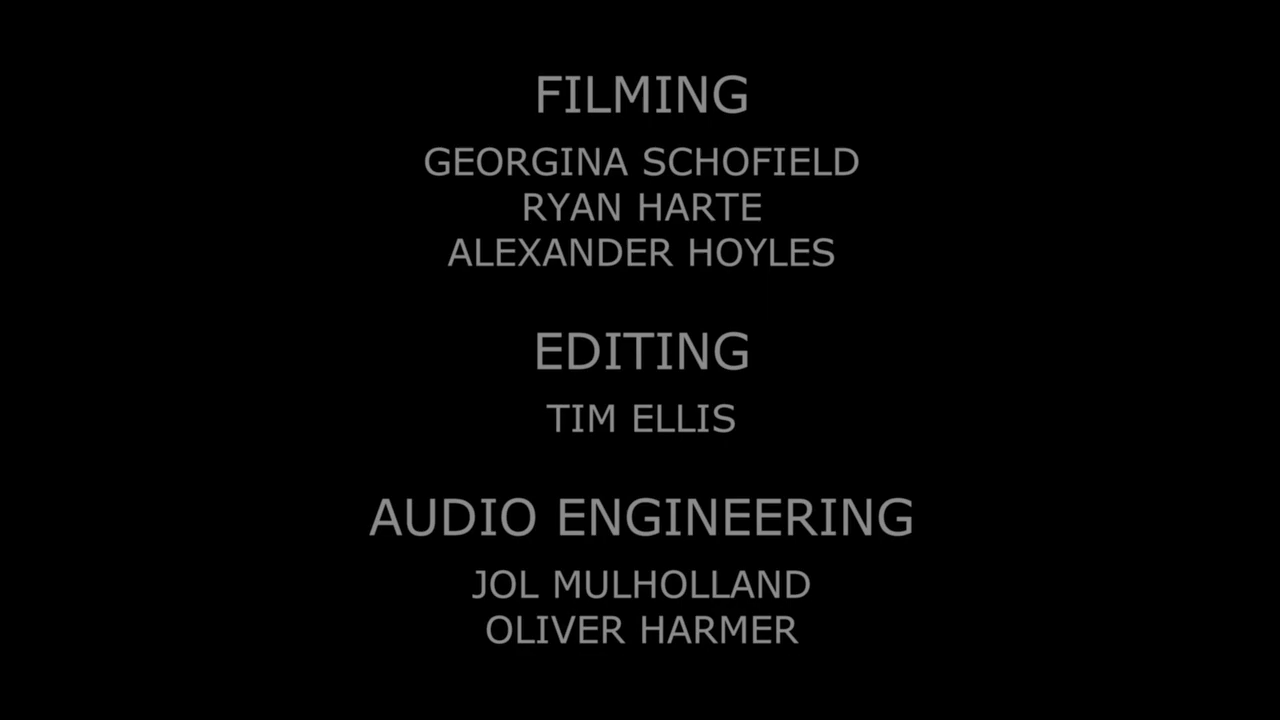 FILMING
GEORGINA SCHOFIELD
RYAN HARTE
ALEXANDER HOYLES
EDITING
TIM ELLIS
AUDIO ENGINEERING
JOL MULHOLLAND
OLIVER HARMER